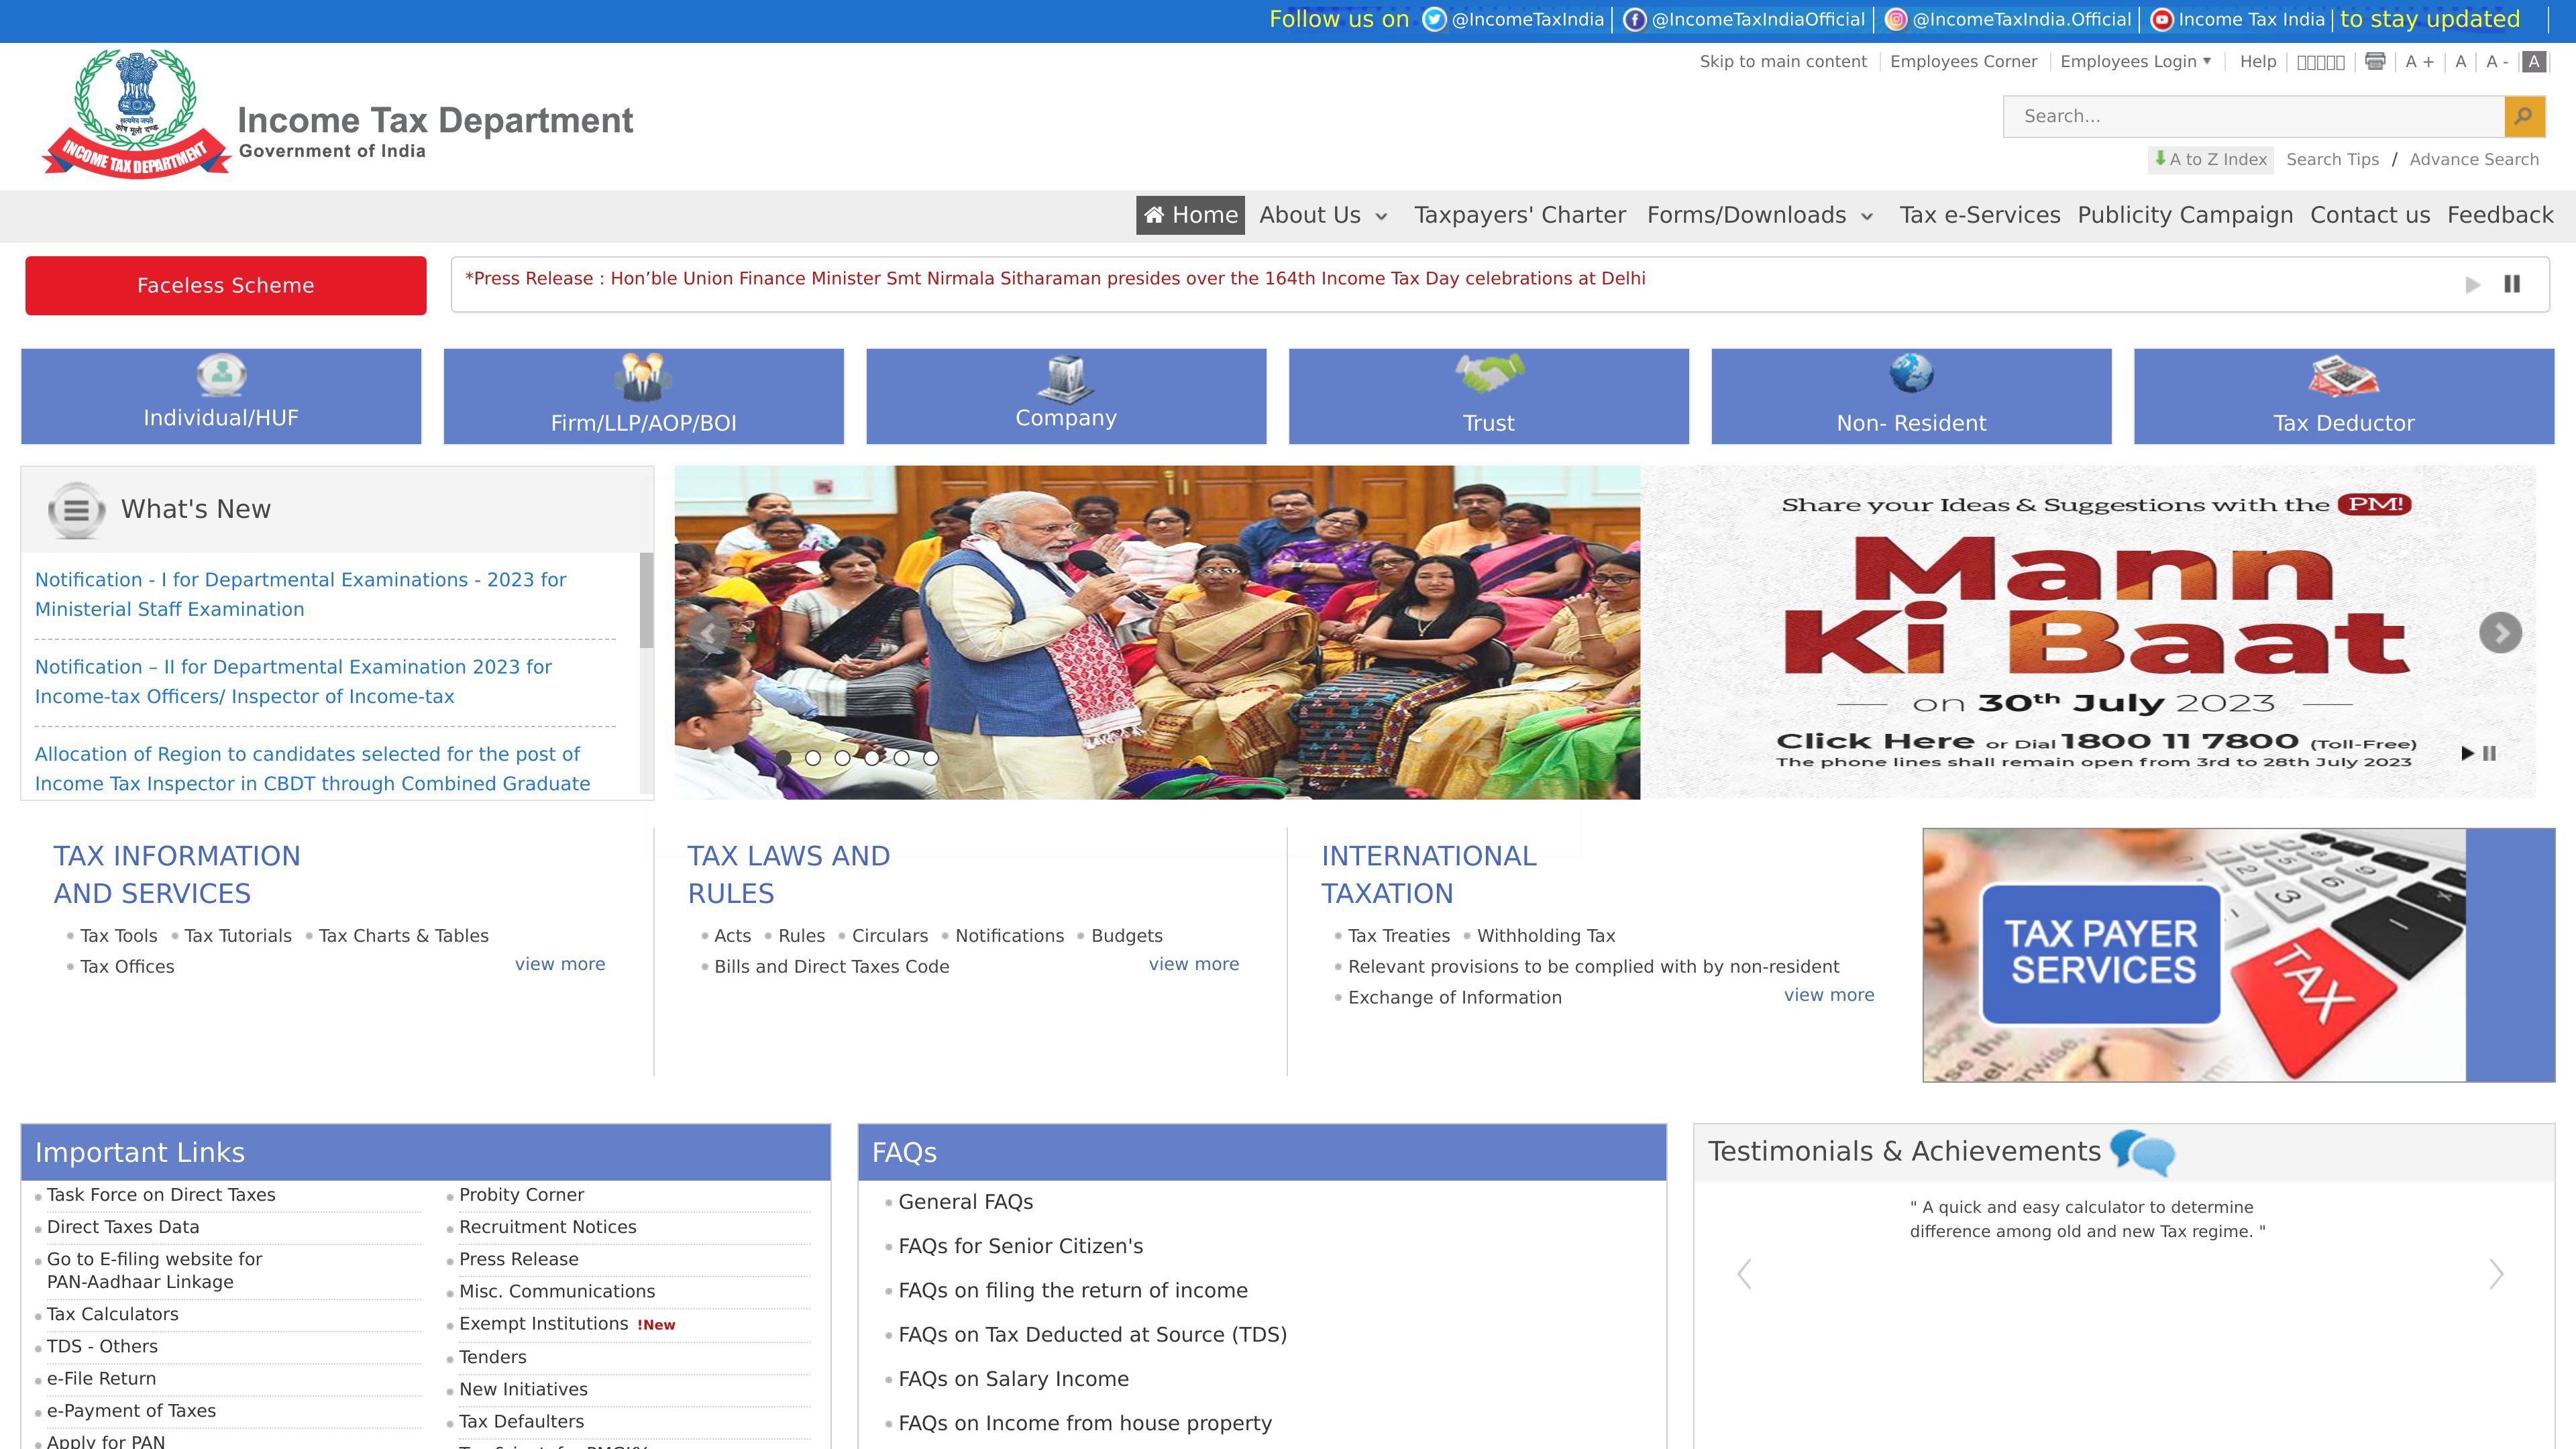 Follow us on @IncomeTaxIndia @IncomeTaxIndiaOfficial @IncomeTaxIndia.Official Income Tax India to stay updated
Skip to main content Employees Corner Employees Login Help A + A A - A
सत्यमेव जयते
कोष मूलो दण्डः
INCOME TAX DEPARTMENT
Income Tax Department
Government of India
Search...
A to Z Index Search Tips / Advance Search
Home About Us Taxpayers' Charter Forms/Downloads Tax e-Services Publicity Campaign Contact us Feedback
Faceless Scheme
*Press Release : Hon’ble Union Finance Minister Smt Nirmala Sitharaman presides over the 164th Income Tax Day celebrations at Delhi
Individual/HUF
Firm/LLP/AOP/BOI
Company
Trust
Non- Resident
Tax Deductor
What's New
Notification - I for Departmental Examinations - 2023 for
Ministerial Staff Examination
Notification – II for Departmental Examination 2023 for
Income-tax Officers/ Inspector of Income-tax
Allocation of Region to candidates selected for the post of
Income Tax Inspector in CBDT through Combined Graduate
Share your Ideas & Suggestions with the PM!
Mann
Ki Baat
on 30th July 2023
Click Here or Dial 1800 11 7800 (Toll-Free)
The phone lines shall remain open from 3rd to 28th July 2023
TAX INFORMATION
AND SERVICES
Tax Tools Tax Tutorials Tax Charts & Tables
Tax Offices
view more
TAX LAWS AND
RULES
Acts Rules Circulars Notifications Budgets
Bills and Direct Taxes Code
view more
INTERNATIONAL
TAXATION
Tax Treaties Withholding Tax
Relevant provisions to be complied with by non-resident
Exchange of Information
view more
TAX PAYER
SERVICES
TAX
Important Links
Task Force on Direct Taxes
Direct Taxes Data
Go to E-filing website for
PAN-Aadhaar Linkage
Tax Calculators
TDS - Others
e-File Return
e-Payment of Taxes
Apply for PAN
Probity Corner
Recruitment Notices
Press Release
Misc. Communications
Exempt Institutions !New
Tenders
New Initiatives
Tax Defaulters
FAQs
General FAQs
FAQs for Senior Citizen's
FAQs on filing the return of income
FAQs on Tax Deducted at Source (TDS)
FAQs on Salary Income
FAQs on Income from house property
Testimonials & Achievements
" A quick and easy calculator to determine
difference among old and new Tax regime. "